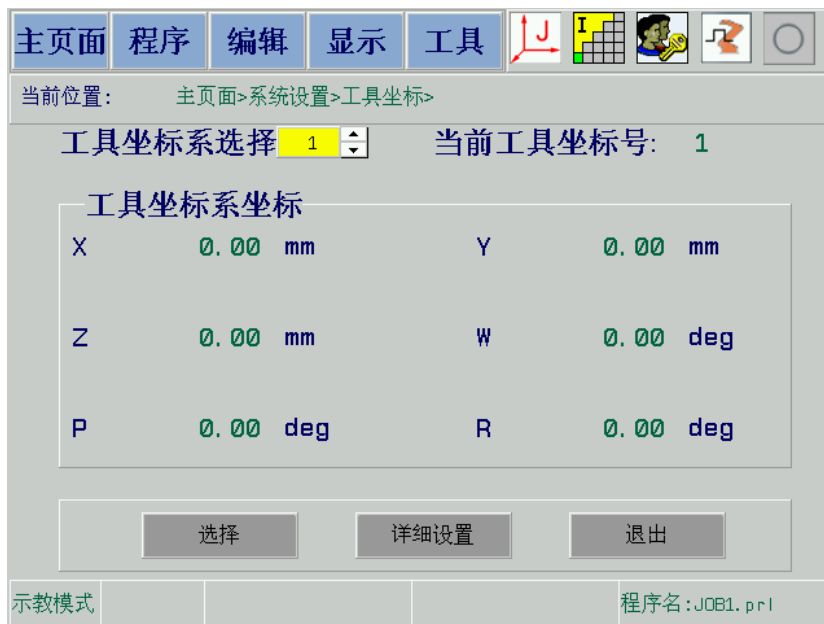 主页面 程序 编辑 显示 工具 J I
当前位置: 主页面>系统设置>工具坐标>
工具坐标系选择 1 当前工具坐标号: 1
工具坐标系坐标
X 0.00 mm Y 0.00 mm
Z 0.00 mm W 0.00 deg
P 0.00 deg R 0.00 deg
选择 详细设置 退出
示教模式 程序名:JOB1.prl